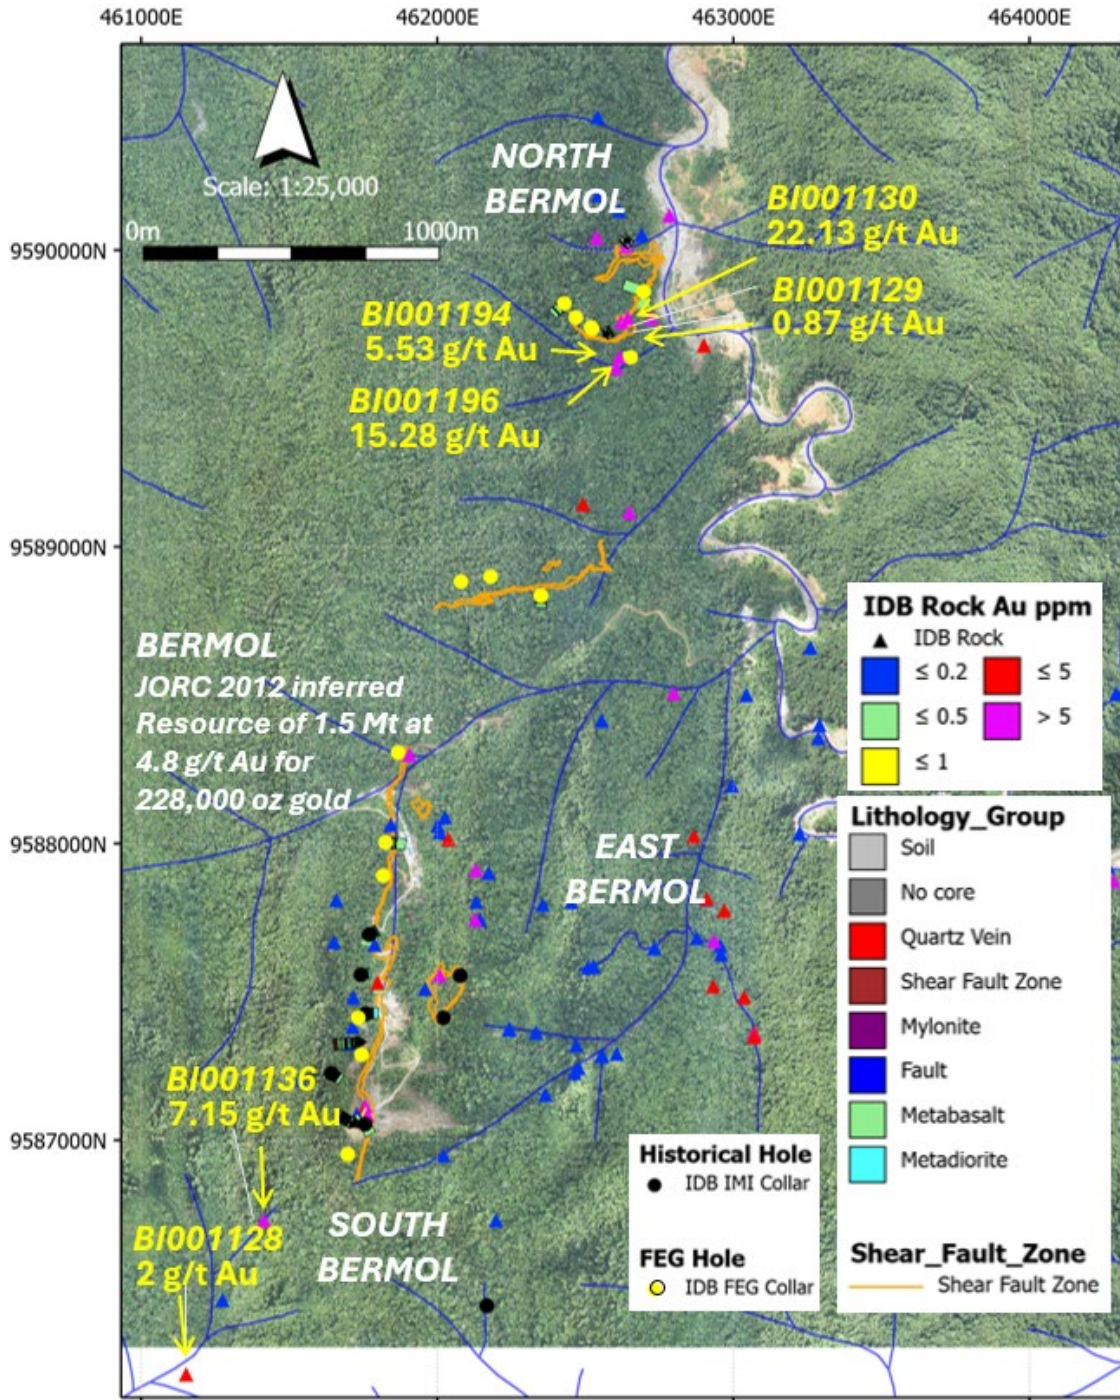 461000E 462000E 463000E 464000E
NORTH
BERMOL
Scale: 1:25,000
0m 1000m
BI001130
22.13 g/t Au
9590000N
BI001129
0.87 g/t Au
BI001194
5.53 g/t Au
BI001196
15.28 g/t Au
9589000N
BERMOL
JORC 2012 inferred
Resource of 1.5 Mt at
4.8 g/t Au for
228,000 oz gold
9588000N
EAST
BERMOL
BI001136
7.15 g/t Au
9587000N
SOUTH
BERMOL
BI001128
2 g/t Au
IDB Rock Au ppm
IDB Rock
≤ 0.2 ≤ 5
≤ 0.5 > 5
≤ 1
Lithology_Group
Soil
No core
Quartz Vein
Shear Fault Zone
Mylonite
Fault
Metabasalt
Metadiorite
Shear_Fault_Zone
Shear Fault Zone
Historical Hole
IDB IMI Collar
FEG Hole
IDB FEG Collar